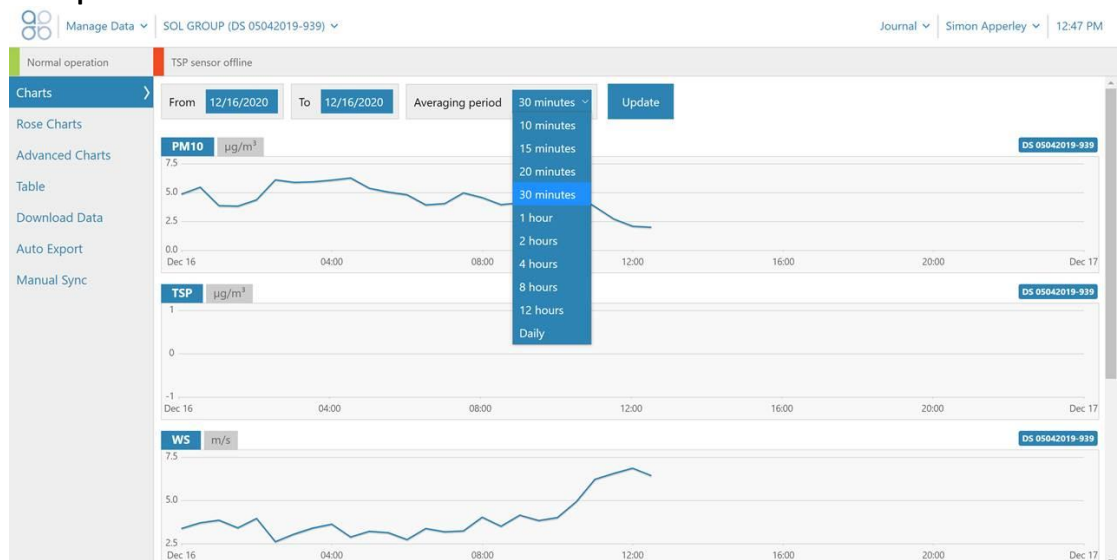 Manage Data SOL GROUP (DS 05042019-939) Journal Simon Apperley 12:47 PM
Normal operation TSP sensor offline
Charts
Rose Charts
Advanced Charts
Table
Download Data
Auto Export
Manual Sync
From 12/16/2020 To 12/16/2020 Averaging period 30 minutes Update
10 minutes
15 minutes
20 minutes
30 minutes
1 hour
2 hours
4 hours
8 hours
12 hours
Daily
PM10 µg/m³ DS 05042019-939
7.5
5.0
2.5
0.0
Dec 16 04:00 08:00 12:00 16:00 20:00 Dec 17
TSP µg/m³ DS 05042019-939
1
0
-1
Dec 16 04:00 08:00 12:00 16:00 20:00 Dec 17
WS m/s DS 05042019-939
7.5
5.0
2.5
Dec 16 04:00 08:00 12:00 16:00 20:00 Dec 17